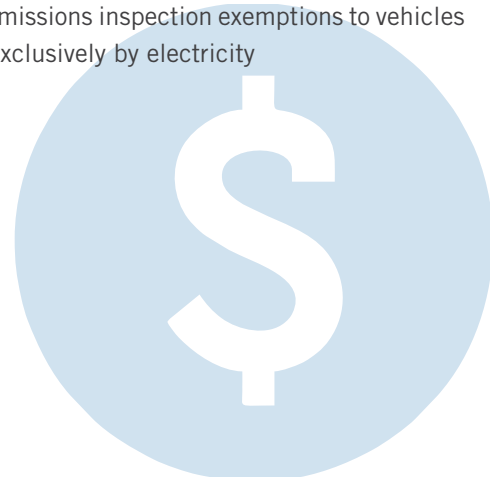 missions inspection exemptions to vehicles
xclusively by electricity
$